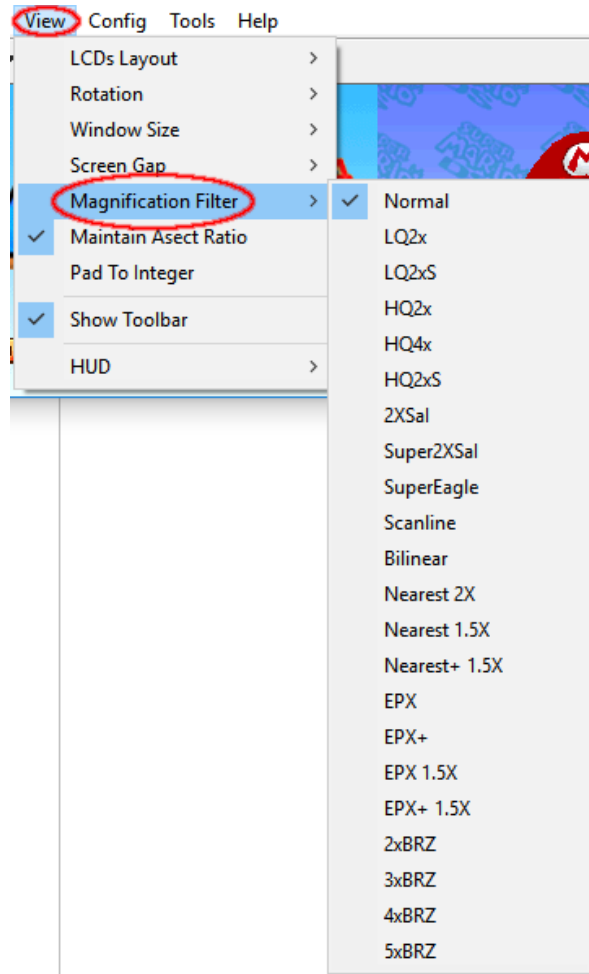 View Config Tools Help
LCDs Layout
Rotation
Window Size
Screen Gap
Magnification Filter
Maintain Asect Ratio
Pad To Integer
Show Toolbar
HUD
Normal
LQ2x
LQ2xS
HQ2x
HQ4x
HQ2xS
2XSal
Super2XSal
SuperEagle
Scanline
Bilinear
Nearest 2X
Nearest 1.5X
Nearest+ 1.5X
EPX
EPX+
EPX 1.5X
EPX+ 1.5X
2xBRZ
3xBRZ
4xBRZ
5xBRZ